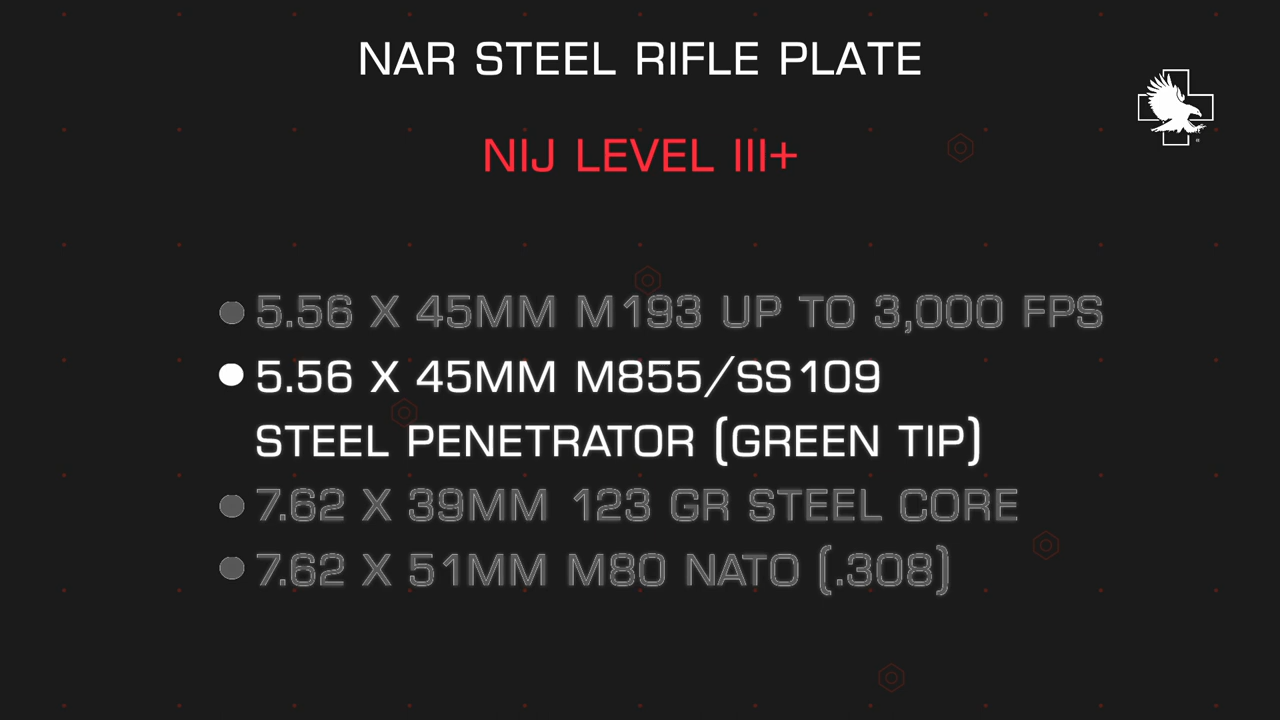 NAR STEEL RIFLE PLATE
NIJ LEVEL III+
5.56 X 45MM M193 UP TO 3,000 FPS
5.56 X 45MM M855/SS109
STEEL PENETRATOR (GREEN TIP)
7.62 X 39MM 123 GR STEEL CORE
7.62 X 51MM M80 NATO (.308)